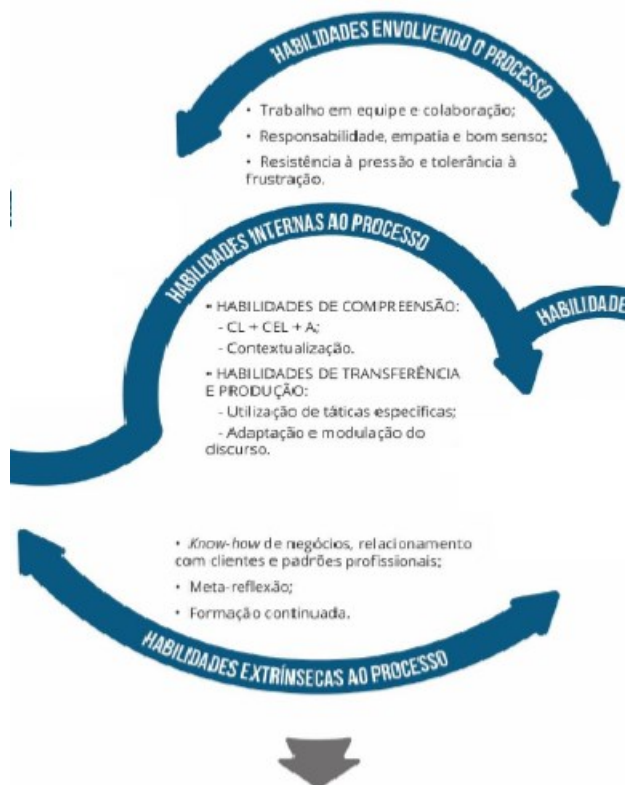 HABILIDADES ENVOLVENDO O PROCESSO
• Trabalho em equipe e colaboração;
• Responsabilidade, empatia e bom senso;
• Resistência à pressão e tolerância à
frustração.
HABILIDADES INTERNAS AO PROCESSO
• HABILIDADES DE COMPREENSÃO:
- CL + CEL + A;
- Contextualização.
• HABILIDADES DE TRANSFERÊNCIA
E PRODUÇÃO:
- Utilização de táticas específicas;
- Adaptação e modulação do
discurso.
HABILIDADE
• Know-how de negócios, relacionamento
com clientes e padrões profissionais;
• Meta-reflexão;
• Formação continuada.
HABILIDADES EXTRÍNSECAS AO PROCESSO